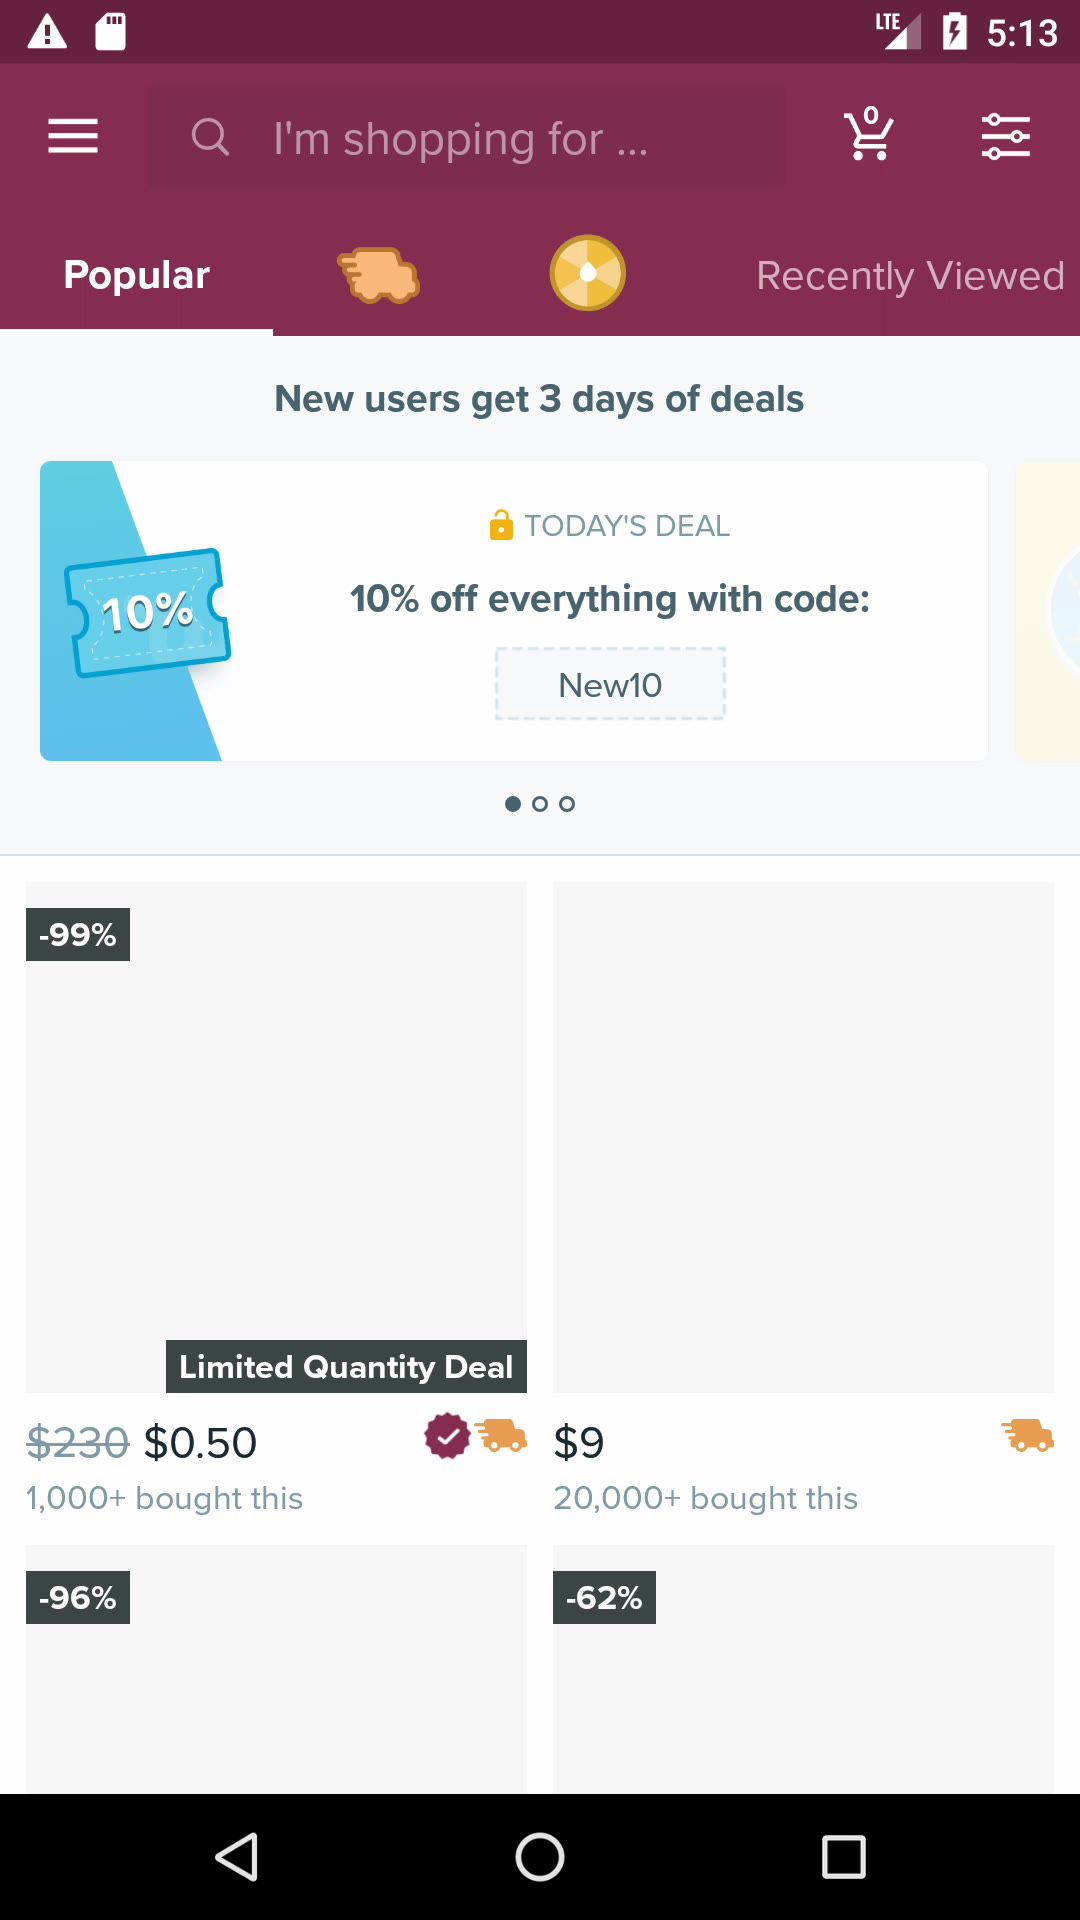 LTE 5:13
I'm shopping for ...
0
Popular
Recently Viewed
New users get 3 days of deals
10%
TODAY'S DEAL
10% off everything with code:
New10
-99%
Limited Quantity Deal
$230 $0.50
1,000+ bought this
$9
20,000+ bought this
-96%
-62%